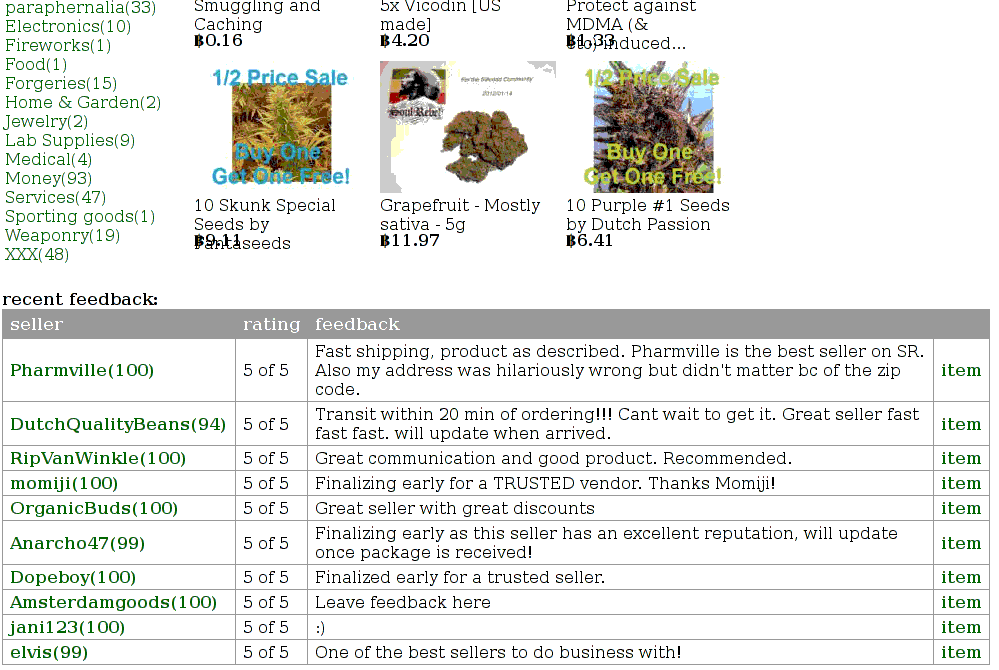 paraphernalia(33)
Electronics(10)
Fireworks(1)
Food(1)
Forgeries(15)
Home & Garden(2)
Jewelry(2)
Lab Supplies(9)
Medical(4)
Money(93)
Services(47)
Sporting goods(1)
Weaponry(19)
XXX(48)
Smuggling and
Caching
฿0.16
5x Vicodin [US
made]
฿4.20
Protect against
MDMA (&
etc) induced...
฿1.33
1/2 Price Sale
Buy One
Get One Free!
10 Skunk Special
Seeds by
Fantaseeds
฿9.11
Soul Rebel
For the Silkroad Community
2012/01/14
Grapefruit - Mostly
sativa - 5g
฿11.97
1/2 Price Sale
Buy One
Get One Free!
10 Purple #1 Seeds
by Dutch Passion
฿6.41
recent feedback:
seller rating feedback
Pharmville(100) 5 of 5 Fast shipping, product as described. Pharmville is the best seller on SR.
Also my address was hilariously wrong but didn't matter bc of the zip
code. item
DutchQualityBeans(94) 5 of 5 Transit within 20 min of ordering!!! Cant wait to get it. Great seller fast
fast fast. will update when arrived. item
RipVanWinkle(100) 5 of 5 Great communication and good product. Recommended. item
momiji(100) 5 of 5 Finalizing early for a TRUSTED vendor. Thanks Momiji! item
OrganicBuds(100) 5 of 5 Great seller with great discounts item
Anarcho47(99) 5 of 5 Finalizing early as this seller has an excellent reputation, will update
once package is received! item
Dopeboy(100) 5 of 5 Finalized early for a trusted seller. item
Amsterdamgoods(100) 5 of 5 Leave feedback here item
jani123(100) 5 of 5 :) item
elvis(99) 5 of 5 One of the best sellers to do business with! item